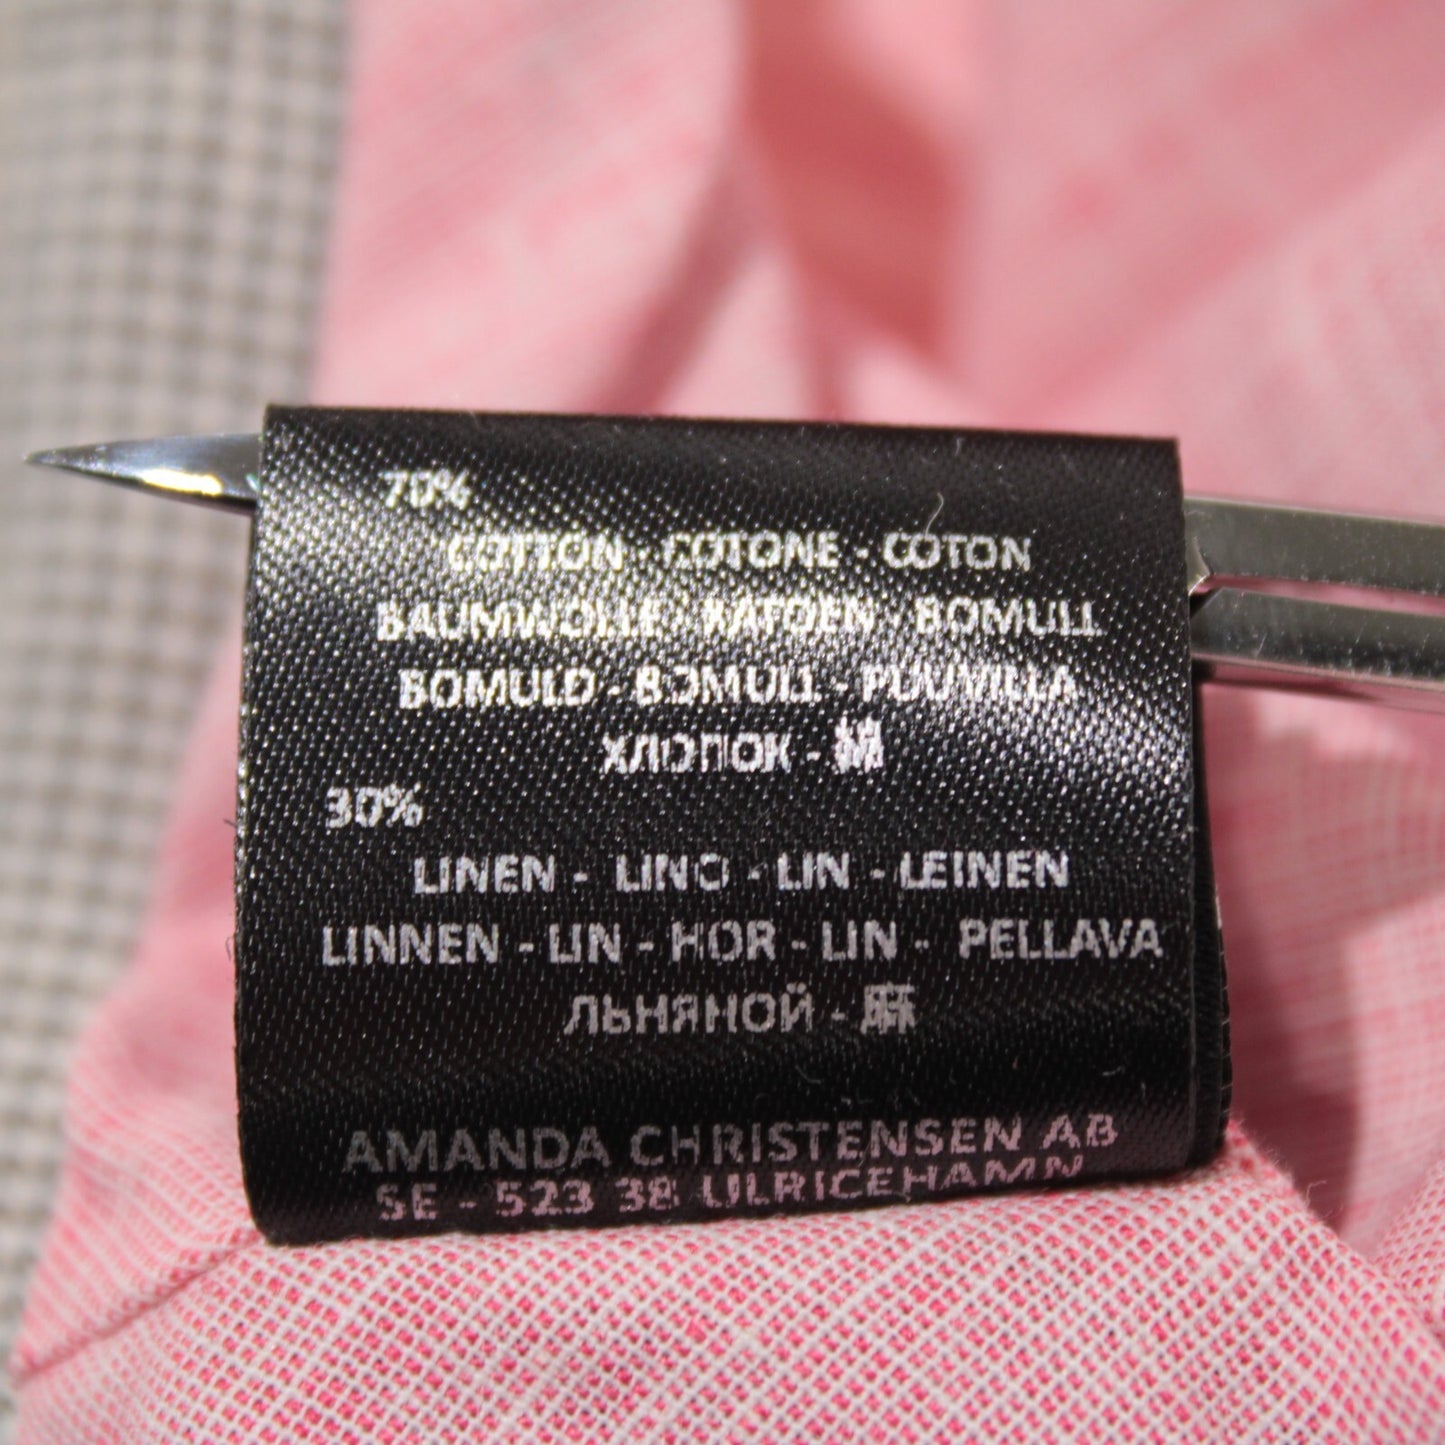 70%
COTTON - COTONE - COTON
BAUMWOLLE - KATOEN - BOMULL
BOMULD - BOMULL - PUUVILLA
ХЛОПОК - 棉
30%
LINEN - LINO - LIN - LEINEN
LINNEN - LIN - HØR - LIN - PELLAVA
ЛЬНЯНОЙ - 麻
AMANDA CHRISTENSEN AB
SE - 523 38 ULRICEHAMN